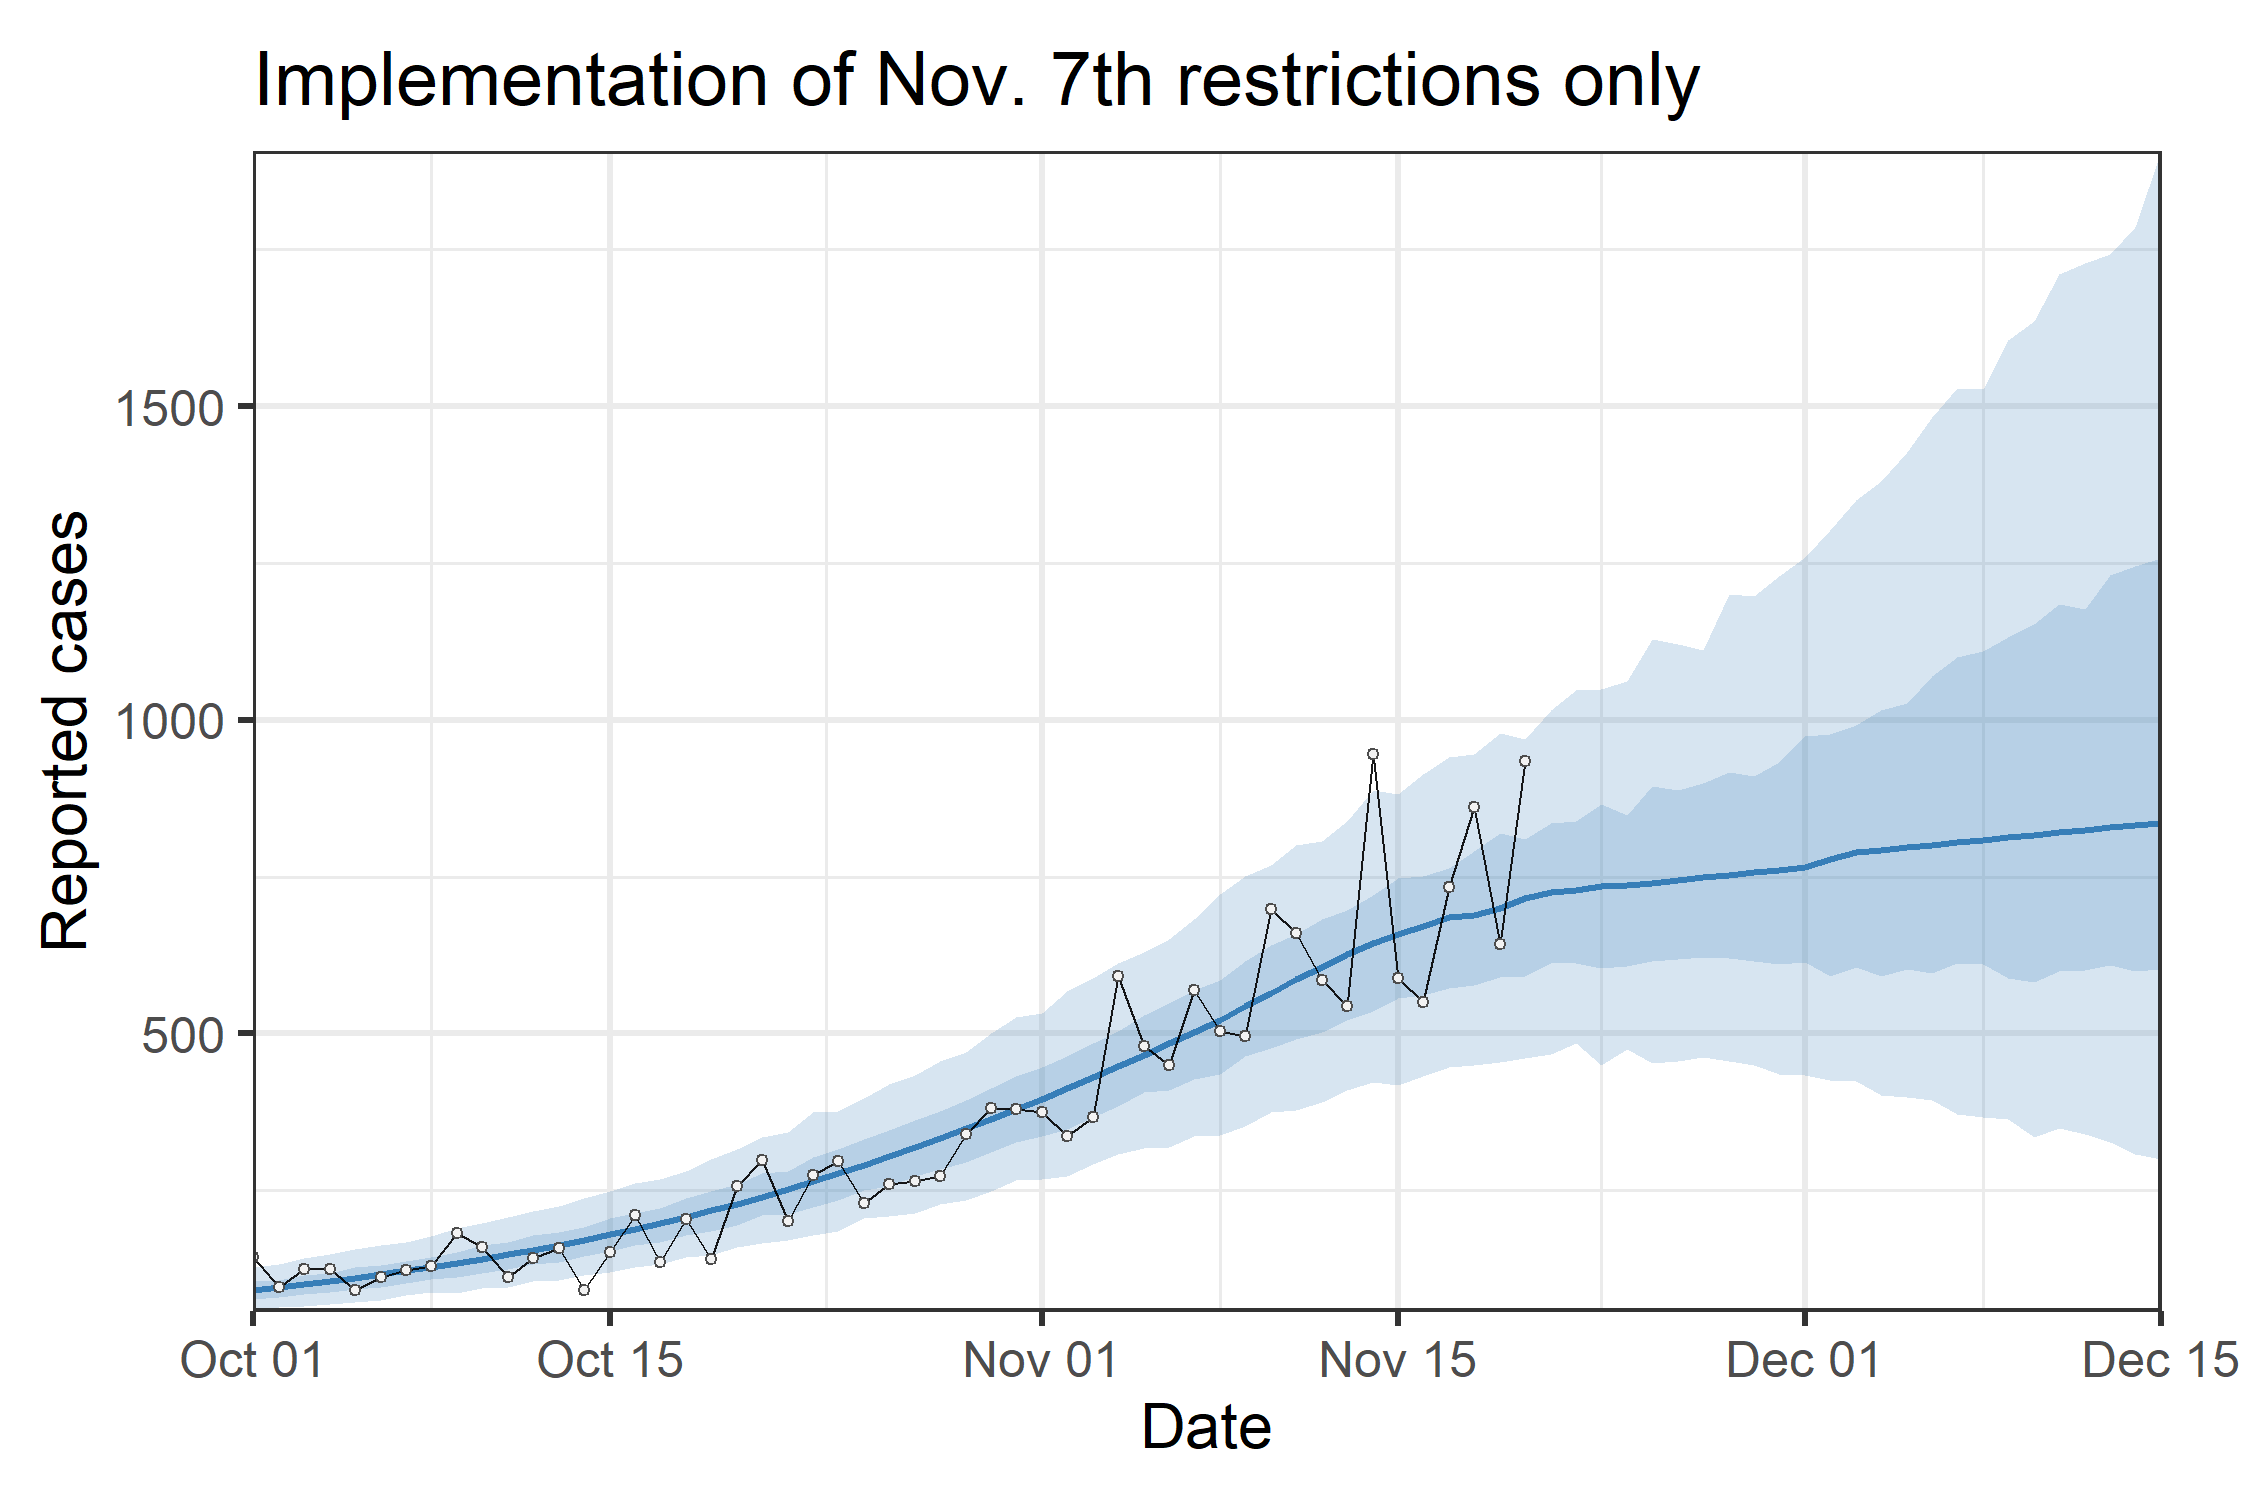 Implementation of Nov. 7th restrictions only
Reported cases
1500
1000
500
Oct 01
Oct 15
Nov 01
Nov 15
Dec 01
Dec 15
Date